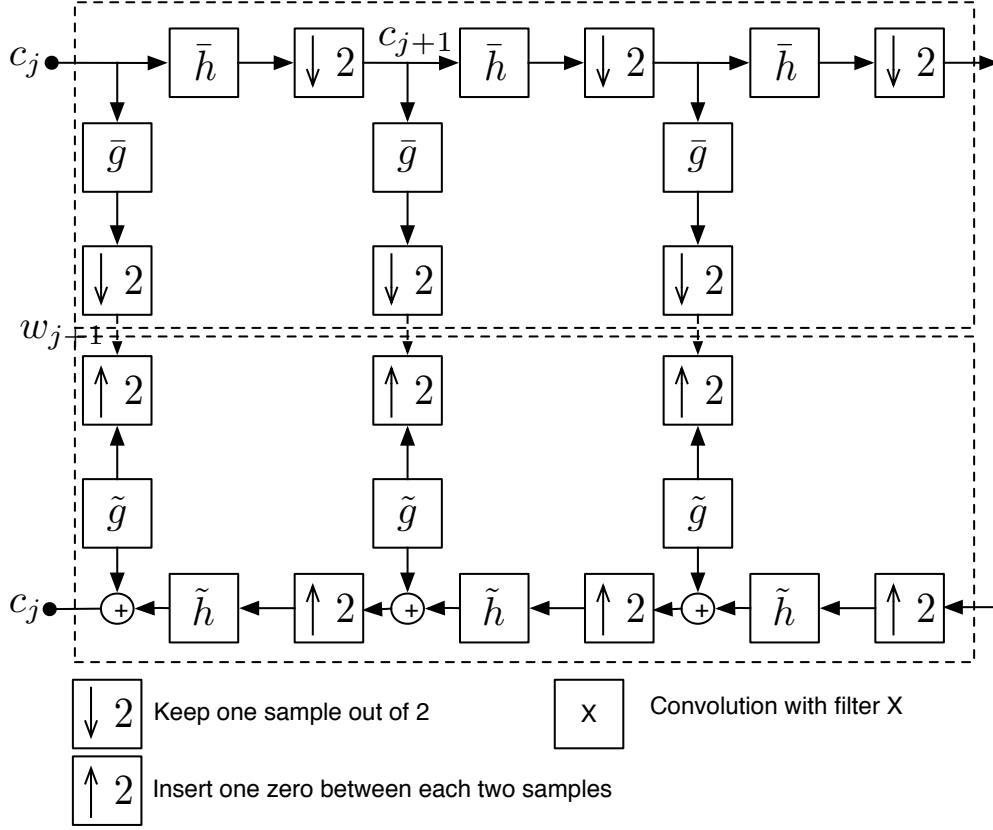 c_j h̄ ↓ 2 c_{j+1} h̄ ↓ 2 h̄ ↓ 2
ḡ ḡ ḡ
↓ 2 ↓ 2 ↓ 2
w_{j+1}
↑ 2 ↑ 2 ↑ 2
g̃ g̃ g̃
c_j + h̃ ↑ 2 + h̃ ↑ 2 + h̃ ↑ 2
↓ 2 Keep one sample out of 2
X Convolution with filter X
↑ 2 Insert one zero between each two samples